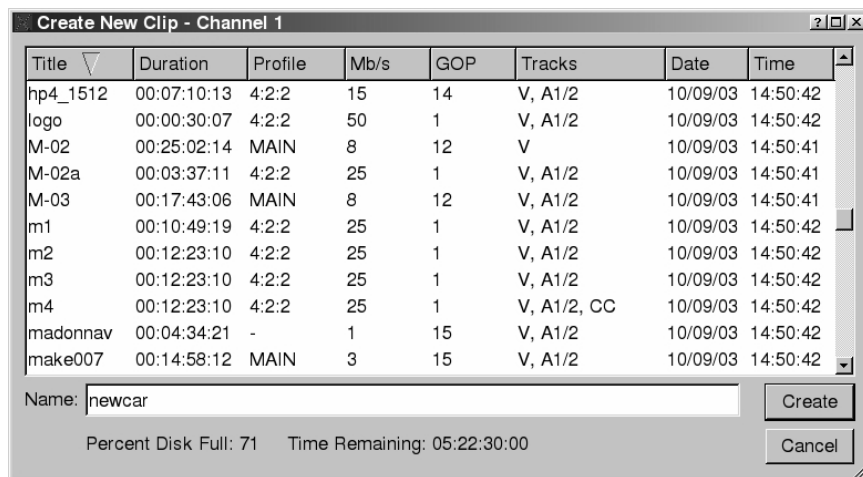 Create New Clip - Channel 1
Title Duration Profile Mb/s GOP Tracks Date Time
hp4_1512 00:07:10:13 4:2:2 15 14 V, A1/2 10/09/03 14:50:42
logo 00:00:30:07 4:2:2 50 1 V, A1/2 10/09/03 14:50:42
M-02 00:25:02:14 MAIN 8 12 V 10/09/03 14:50:41
M-02a 00:03:37:11 4:2:2 25 1 V, A1/2 10/09/03 14:50:41
M-03 00:17:43:06 MAIN 8 12 V, A1/2 10/09/03 14:50:41
m1 00:10:49:19 4:2:2 25 1 V, A1/2 10/09/03 14:50:42
m2 00:12:23:10 4:2:2 25 1 V, A1/2 10/09/03 14:50:42
m3 00:12:23:10 4:2:2 25 1 V, A1/2 10/09/03 14:50:42
m4 00:12:23:10 4:2:2 25 1 V, A1/2, CC 10/09/03 14:50:42
madonnav 00:04:34:21 - 1 15 V, A1/2 10/09/03 14:50:42
make007 00:14:58:12 MAIN 3 15 V, A1/2 10/09/03 14:50:42
Name: newcar Create
Percent Disk Full: 71 Time Remaining: 05:22:30:00 Cancel